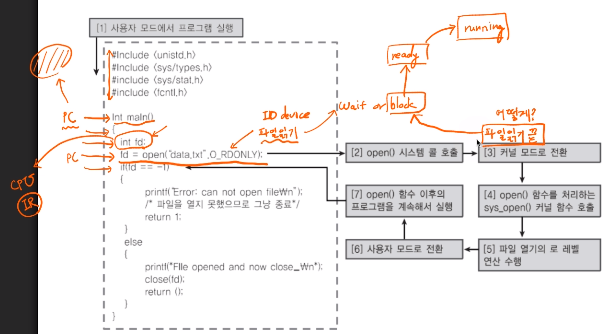 [1] 사용자 모드에서 프로그램 실행
running
ready
#Include <unistd.h>
#Include <sys/types.h>
#Include <sys/stat.h>
#Include <fcntl.h>
PC
Int main()
{
IO device
wait or block
어떻게?
int fd;
파일읽기
파일읽기 끝
PC
fd = open("data.txt",O_RDONLY);
[2] open() 시스템 콜 호출
[3] 커널 모드로 전환
if(fd == -1)
CPU
IR
{
printf("Error: can not open file\n");
/* 파일을 열지 못했으므로 그냥 종료*/
return 1:
}
[7] open() 함수 이후의
프로그램을 계속해서 실행
[4] open() 함수를 처리하는
sys_open() 커널 함수 호출
else
{
[6] 사용자 모드로 전환
[5] 파일 열기의 로 레벨
연산 수행
printf("File opened and now close_\n");
close(fd);
return ();
}
}